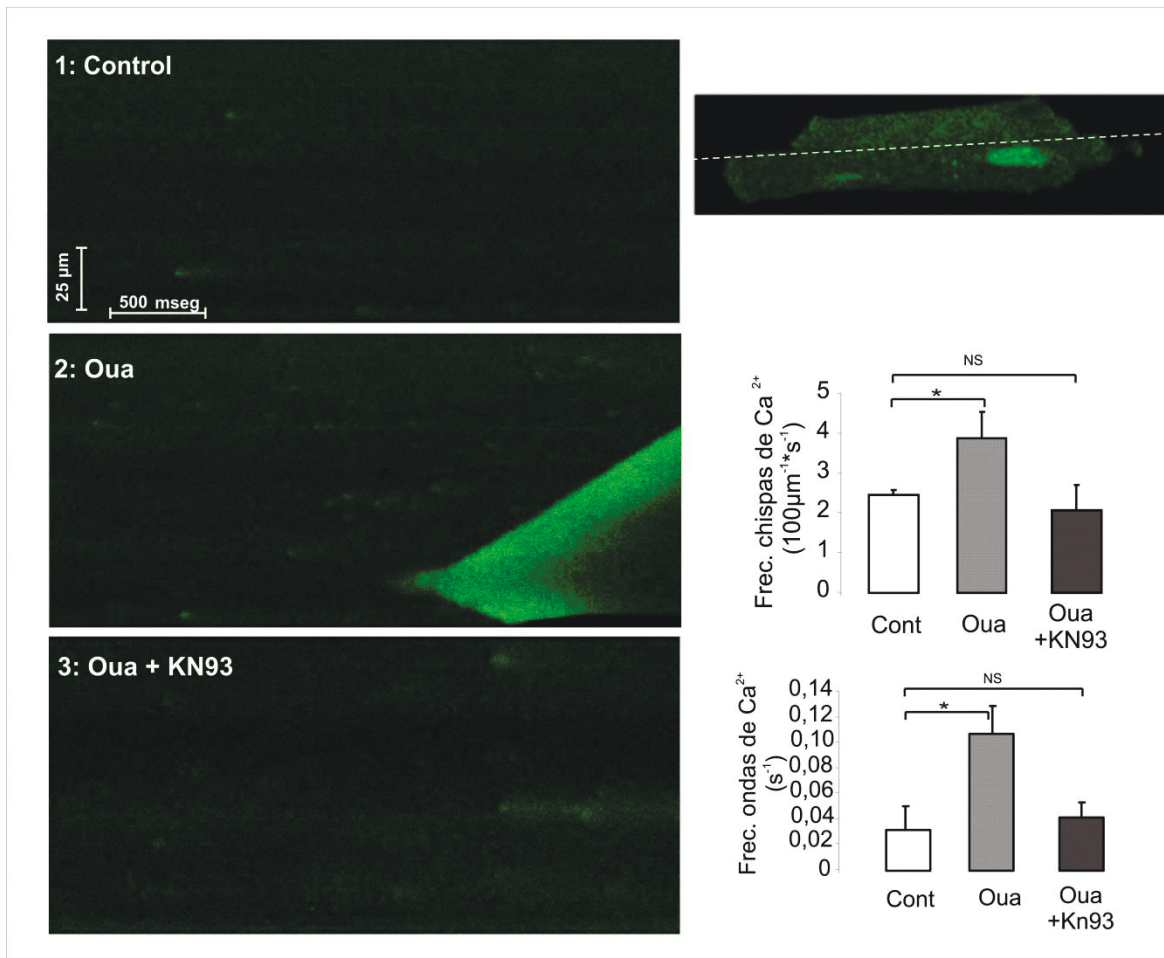 1: Control
25 µm
500 mseg
2: Oua
3: Oua + KN93
Frec. chispas de Ca²⁺
(100µm⁻¹*s⁻¹)
NS
*
5
4
3
2
1
0
Cont
Oua
Oua
+KN93
Frec. ondas de Ca²⁺
(s⁻¹)
NS
*
0,14
0,12
0,10
0,08
0,06
0,04
0,02
0
Cont
Oua
Oua
+Kn93